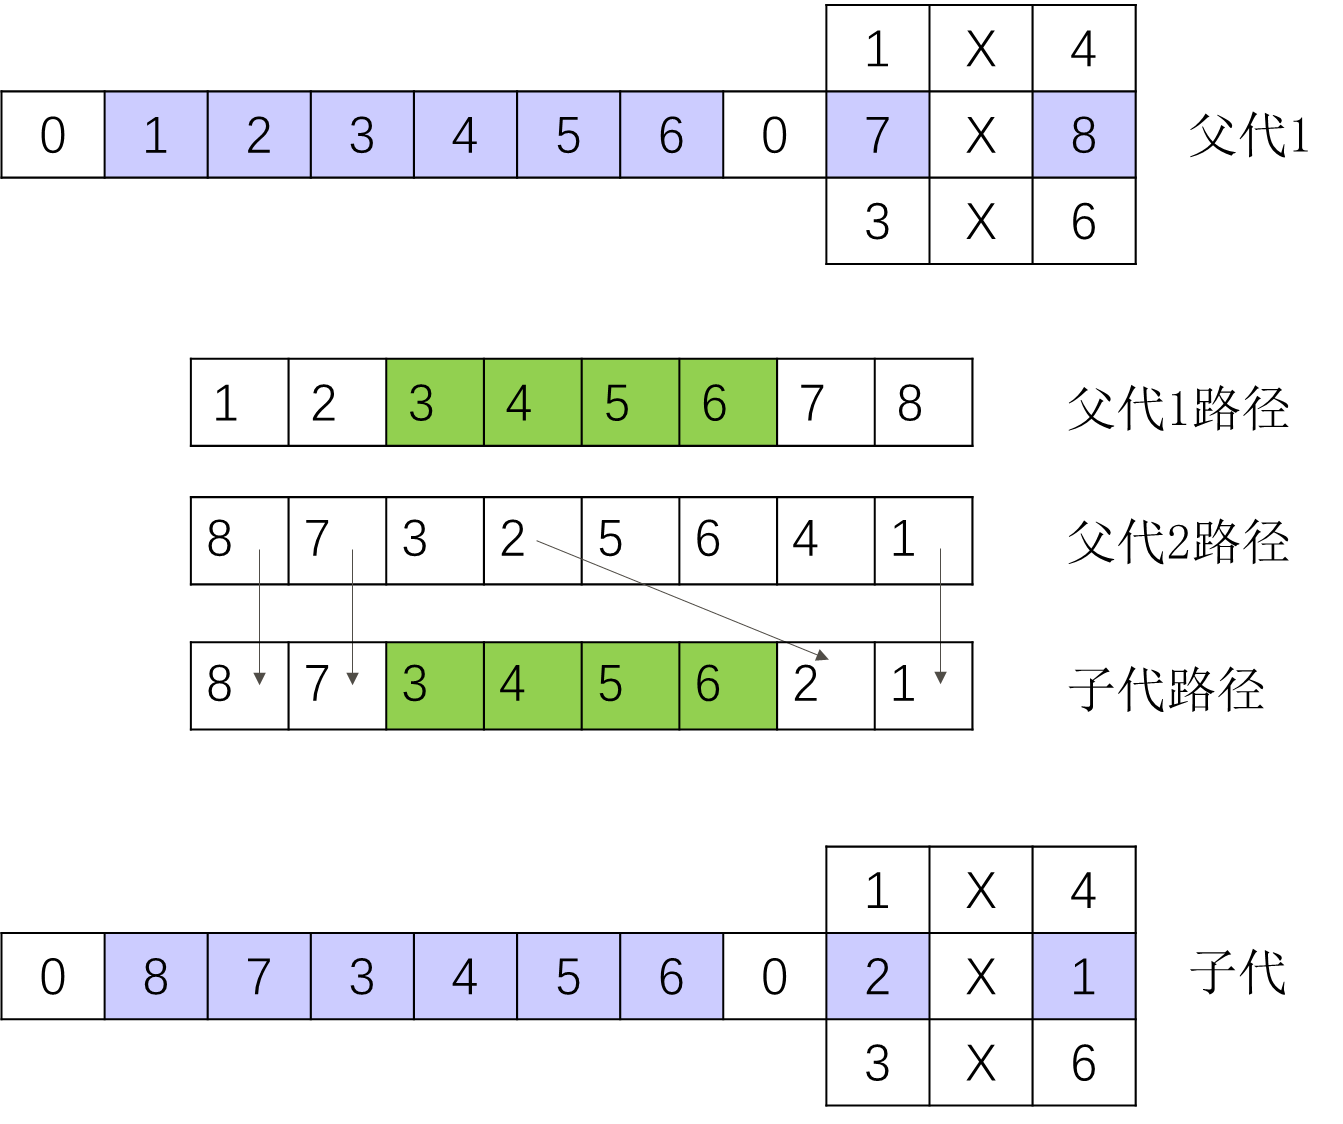 1 X 4
0 1 2 3 4 5 6 0 7 X 8 父代1
3 X 6
1 2 3 4 5 6 7 8 父代1路径
8 7 3 2 5 6 4 1 父代2路径
8 7 3 4 5 6 2 1 子代路径
1 X 4
0 8 7 3 4 5 6 0 2 X 1 子代
3 X 6